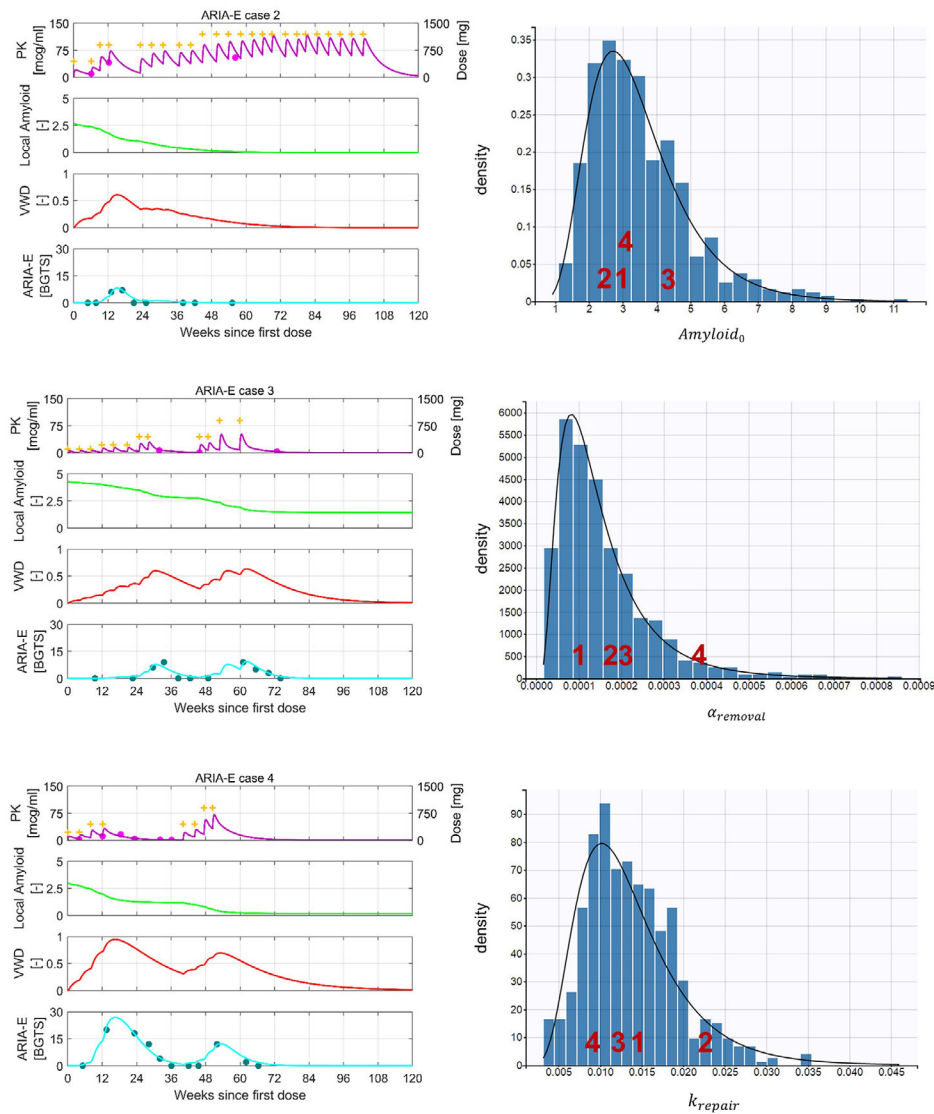 ARIA-E case 2
PK
[mcg/ml]
150
75
0
1500
750
0
Dose [mg]
Local Amyloid
[-]
5
2.5
0
VWD
[-]
1
0.5
0
ARIA-E
[BGTS]
30
15
0
0 12 24 36 48 60 72 84 96 108 120
Weeks since first dose
density
0.35
0.3
0.25
0.2
0.15
0.1
0.05
0
4
2 1 3
1 2 3 4 5 6 7 8 9 10 11
Amyloid₀
ARIA-E case 3
PK
[mcg/ml]
150
75
0
1500
750
0
Dose [mg]
Local Amyloid
[-]
5
2.5
0
VWD
[-]
1
0.5
0
ARIA-E
[BGTS]
30
15
0
0 12 24 36 48 60 72 84 96 108 120
Weeks since first dose
density
6000
5500
5000
4500
4000
3500
3000
2500
2000
1500
1000
500
0
1 23 4
0.0000 0.0001 0.0002 0.0003 0.0004 0.0005 0.0006 0.0007 0.0008 0.0009
α_removal
ARIA-E case 4
PK
[mcg/ml]
150
75
0
1500
750
0
Dose [mg]
Local Amyloid
[-]
5
2.5
0
VWD
[-]
1
0.5
0
ARIA-E
[BGTS]
30
15
0
0 12 24 36 48 60 72 84 96 108 120
Weeks since first dose
density
90
80
70
60
50
40
30
20
10
0
4 3 1 2
0.005 0.010 0.015 0.020 0.025 0.030 0.035 0.040 0.045
k_repair